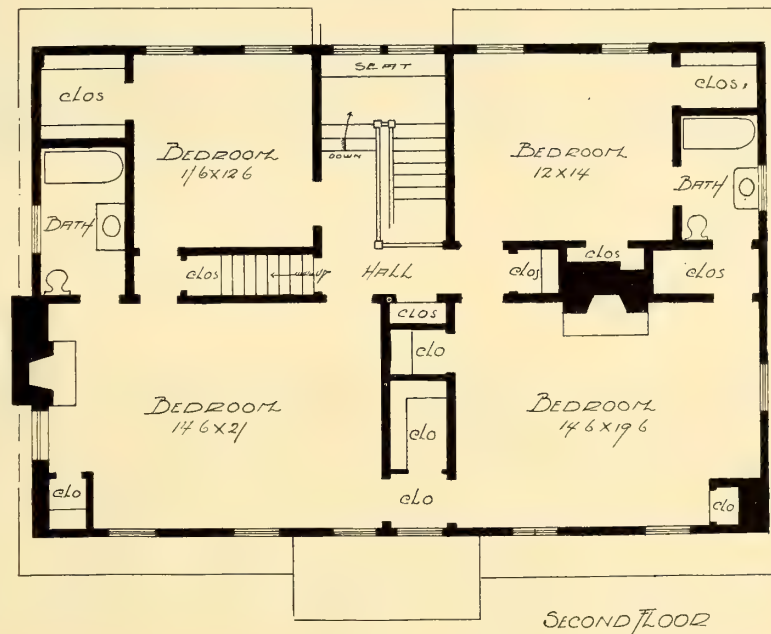 SEAT
CLOS
CLOS.
BEDROOM
11/6 X 12 6
DOWN
BEDROOM
12 X 14
BATH
BATH
CLOS
UP
HALL
CLOS
CLOS
CLOS
CLOS
CLO
BEDROOM
14 6 X 21
BEDROOM
14 6 X 19 6
CLO
CLO
CLO
CLO
SECOND FLOOR